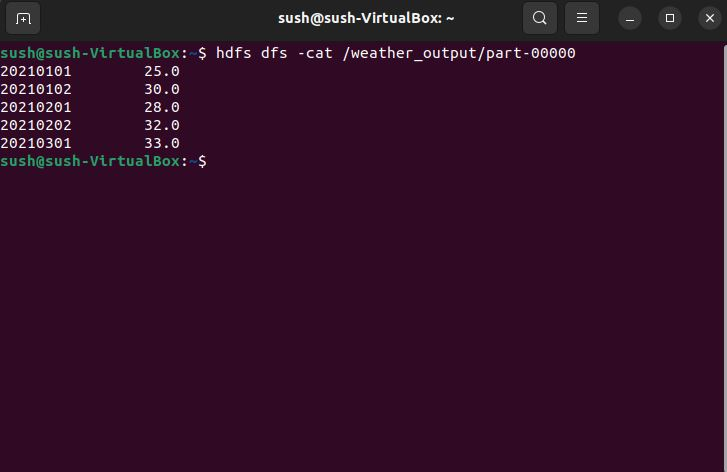 sush@sush-VirtualBox: ~
sush@sush-VirtualBox:~$ hdfs dfs -cat /weather_output/part-00000
20210101        25.0
20210102        30.0
20210201        28.0
20210202        32.0
20210301        33.0
sush@sush-VirtualBox:~$